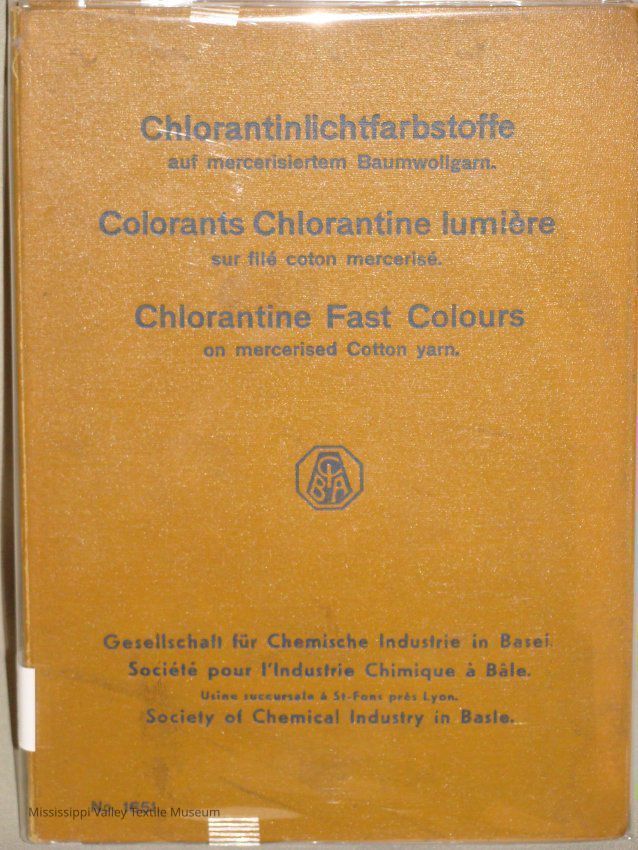 Chlorantinlichtfarbstoffe
auf mercerisiertem Baumwollgarn.
Colorants Chlorantine lumière
sur filé coton mercerisé.
Chlorantine Fast Colours
on mercerised Cotton yarn.
CIBA
Gesellschaft für Chemische Industrie in Basel.
Société pour l'Industrie Chimique à Bâle.
Usine succursale à St-Fons près Lyon.
Society of Chemical Industry in Basle.
No. 1651
Mississippi Valley Textile Museum